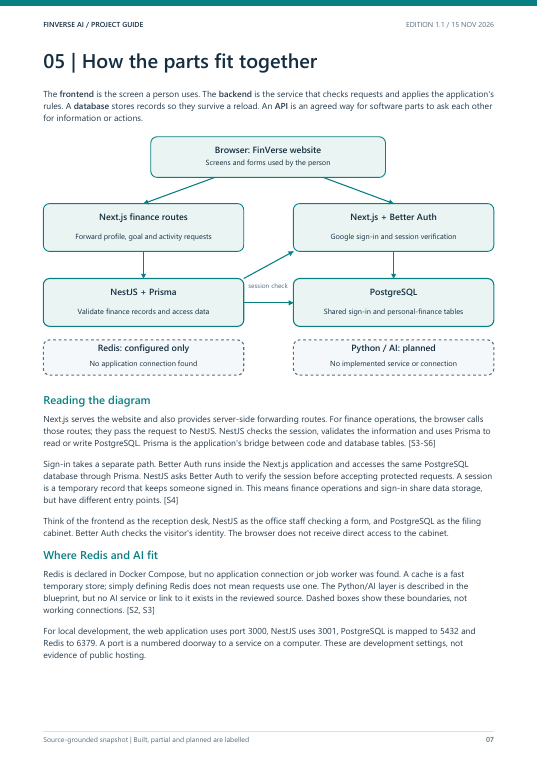 FINVERSE AI / PROJECT GUIDE
EDITION 1.1 / 15 NOV 2026
05 | How the parts fit together
The frontend is the screen a person uses. The backend is the service that checks requests and applies the application's
rules. A database stores records so they survive a reload. An API is an agreed way for software parts to ask each other
for information or actions.
Browser: FinVerse website
Screens and forms used by the person
Next.js finance routes
Forward profile, goal and activity requests
Next.js + Better Auth
Google sign-in and session verification
NestJS + Prisma
Validate finance records and access data
session check
PostgreSQL
Shared sign-in and personal-finance tables
Redis: configured only
No application connection found
Python / AI: planned
No implemented service or connection
Reading the diagram
Next.js serves the website and also provides server-side forwarding routes. For finance operations, the browser calls
those routes; they pass the request to NestJS. NestJS checks the session, validates the information and uses Prisma to
read or write PostgreSQL. Prisma is the application's bridge between code and database tables. [S3-S6]
Sign-in takes a separate path. Better Auth runs inside the Next.js application and accesses the same PostgreSQL
database through Prisma. NestJS asks Better Auth to verify the session before accepting protected requests. A session
is a temporary record that keeps someone signed in. This means finance operations and sign-in share data storage,
but have different entry points. [S4]
Think of the frontend as the reception desk, NestJS as the office staff checking a form, and PostgreSQL as the filing
cabinet. Better Auth checks the visitor's identity. The browser does not receive direct access to the cabinet.
Where Redis and AI fit
Redis is declared in Docker Compose, but no application connection or job worker was found. A cache is a fast
temporary store; simply defining Redis does not mean requests use one. The Python/AI layer is described in the
blueprint, but no AI service or link to it exists in the reviewed source. Dashed boxes show these boundaries, not
working connections. [S2, S3]
For local development, the web application uses port 3000, NestJS uses 3001, PostgreSQL is mapped to 5432 and
Redis to 6379. A port is a numbered doorway to a service on a computer. These are development settings, not
evidence of public hosting.
Source-grounded snapshot | Built, partial and planned are labelled
07